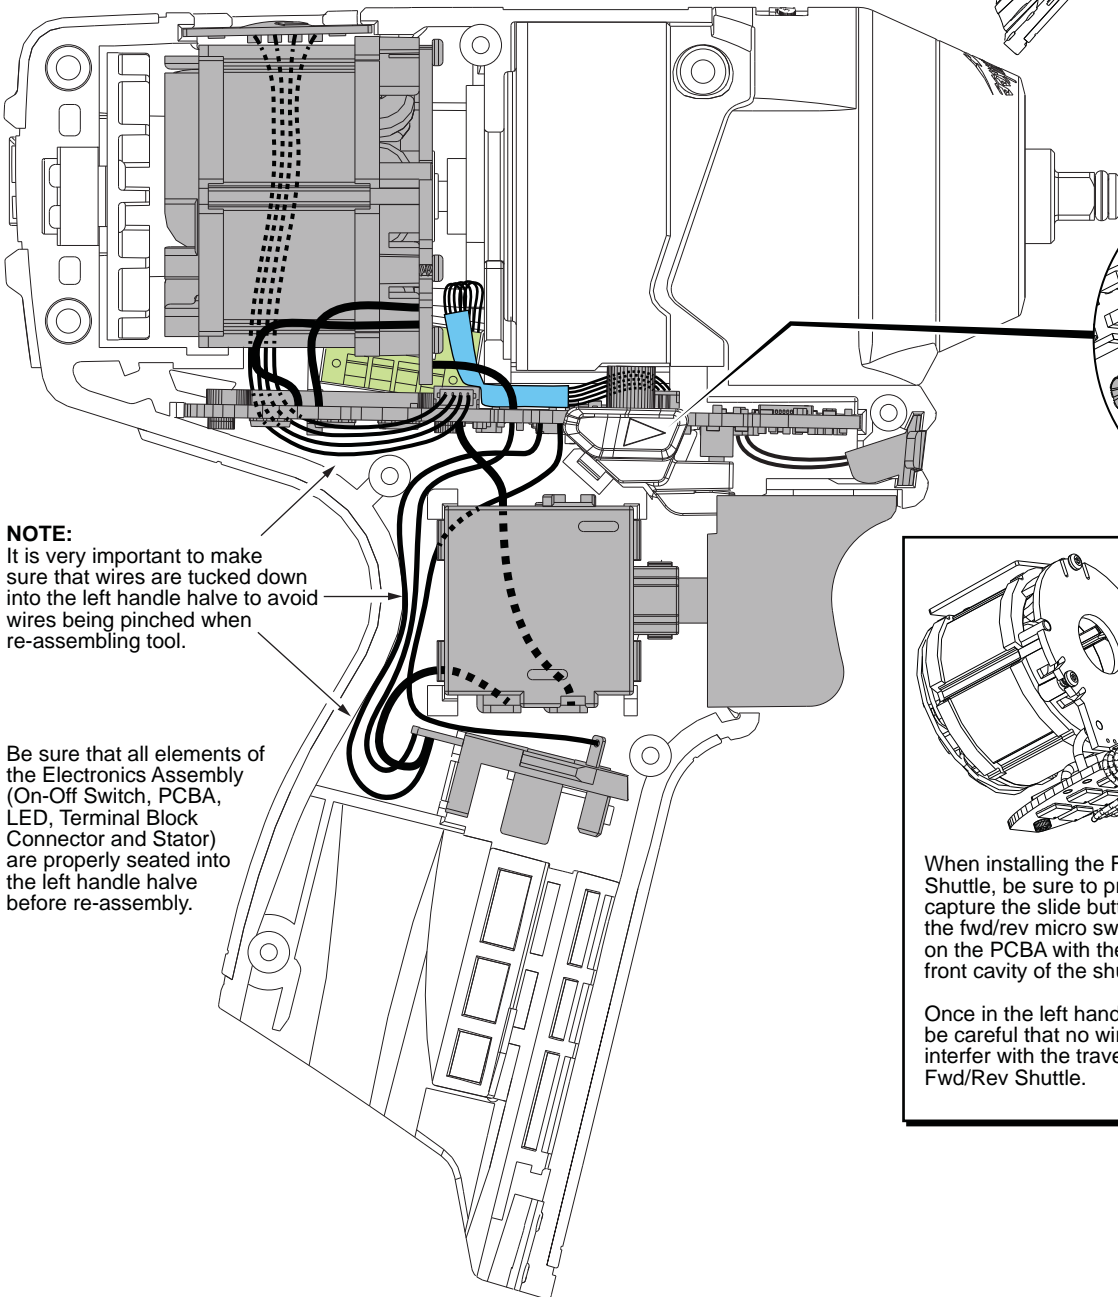 NOTE:
It is very important to make
sure that wires are tucked down
into the left handle halve to avoid
wires being pinched when
re-assembling tool.
Be sure that all elements of
the Electronics Assembly
(On-Off Switch, PCBA,
LED, Terminal Block
Connector and Stator)
are properly seated into
the left handle halve
before re-assembly.
When installing the
Shuttle, be sure to
capture the slide
the fwd/rev micro
on the PCBA with the
front cavity of the
Once in the left
be careful that no
interfer with the
Fwd/Rev Shuttle.